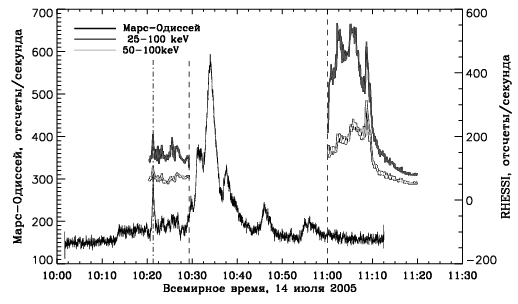 700
600
500
400
300
200
100
Марс-Одиссей, отсчеты/секунда
Марс-Одиссей
25-100 keV
50-100keV
600
400
200
0
-200
RHESSI, отсчеты/секунда
10:00 10:10 10:20 10:30 10:40 10:50 11:00 11:10 11:20 11:30
Всемирное время, 14 июля 2005